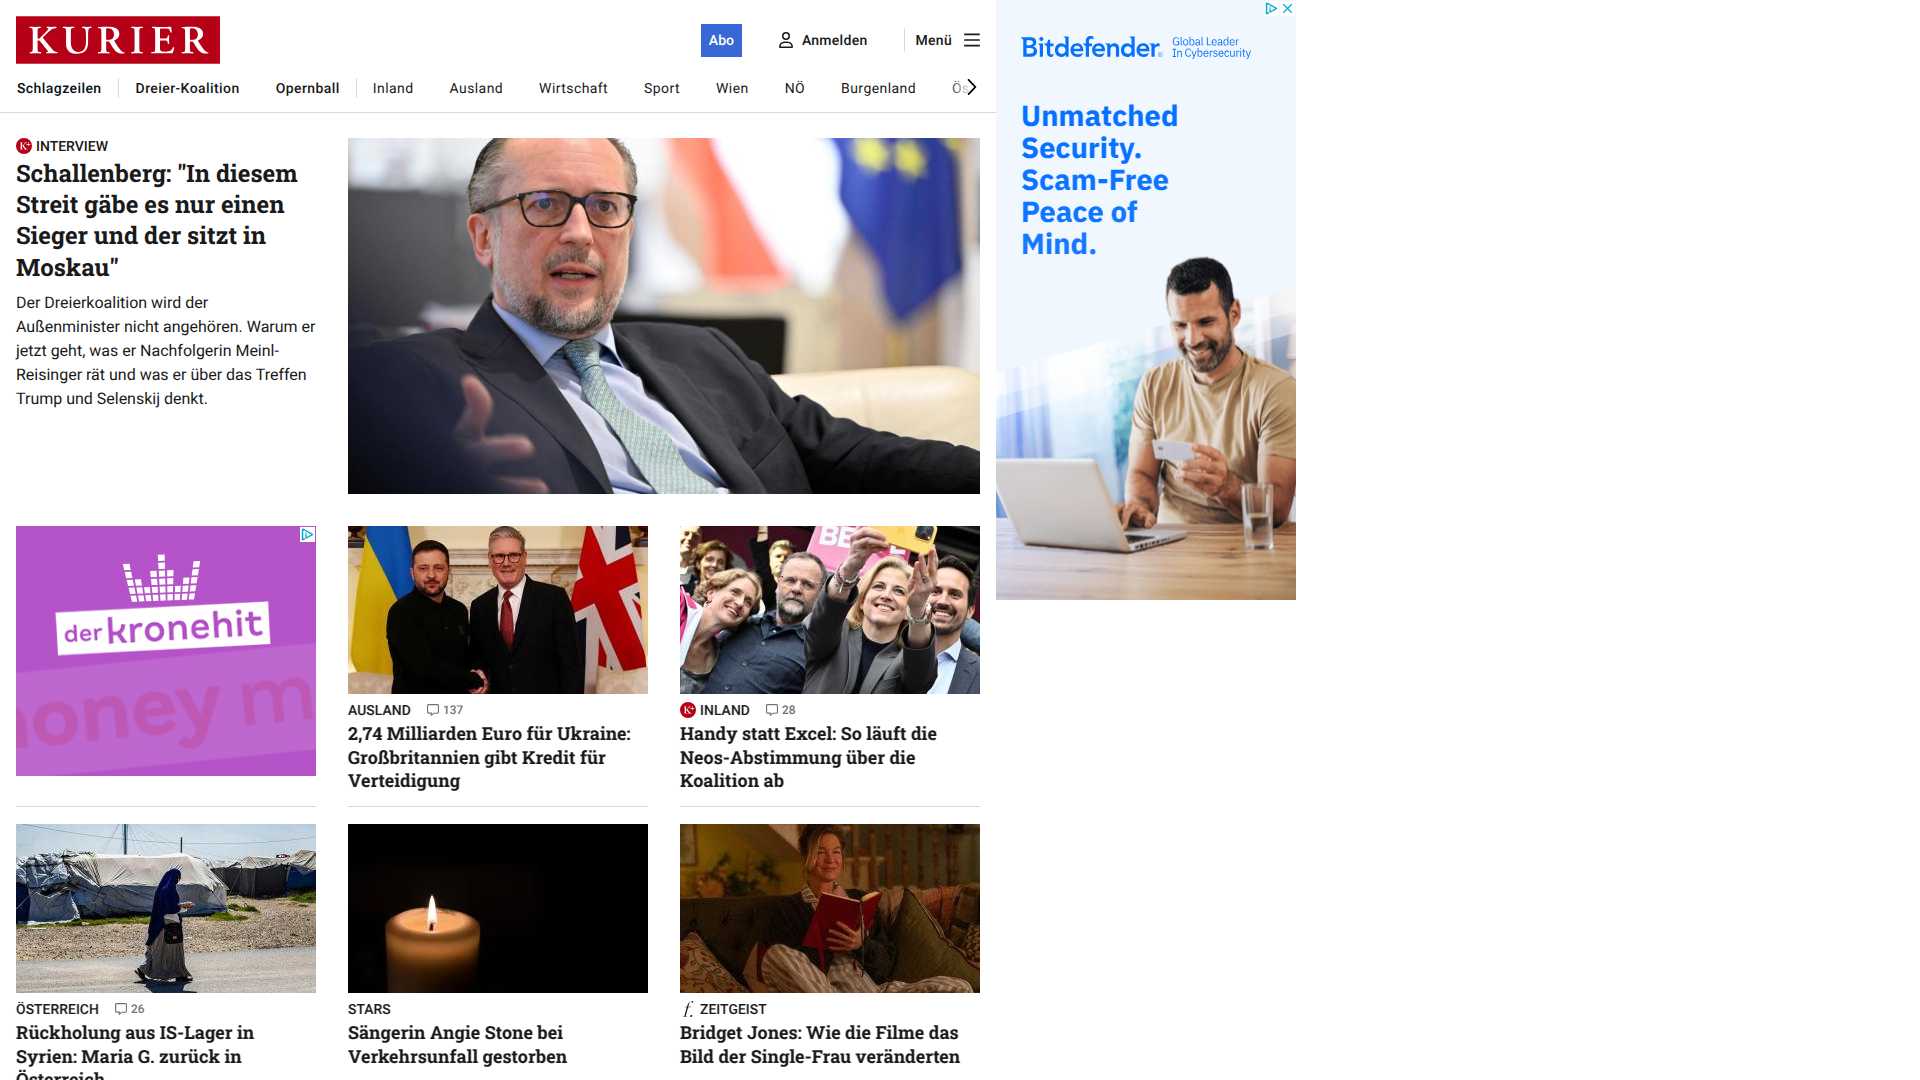 KURIER
Abo
Anmelden
Menü
Schlagzeilen
Dreier-Koalition
Opernball
Inland
Ausland
Wirtschaft
Sport
Wien
NÖ
Burgenland
INTERVIEW
Schallenberg: "In diesem
Streit gäbe es nur einen
Sieger und der sitzt in
Moskau"
Der Dreierkoalition wird der
Außenminister nicht angehören. Warum er
jetzt geht, was er Nachfolgerin Meinl-
Reisinger rät und was er über das Treffen
Trump und Selenskij denkt.
Bitdefender
Global Leader
In Cybersecurity
Unmatched
Security.
Scam-Free
Peace of
Mind.
der kronehit
money m
AUSLAND 137
2,74 Milliarden Euro für Ukraine:
Großbritannien gibt Kredit für
Verteidigung
K+ INLAND 28
Handy statt Excel: So läuft die
Neos-Abstimmung über die
Koalition ab
ÖSTERREICH 26
Rückholung aus IS-Lager in
Syrien: Maria G. zurück in
Österreich
STARS
Sängerin Angie Stone bei
Verkehrsunfall gestorben
f. ZEITGEIST
Bridget Jones: Wie die Filme das
Bild der Single-Frau veränderten